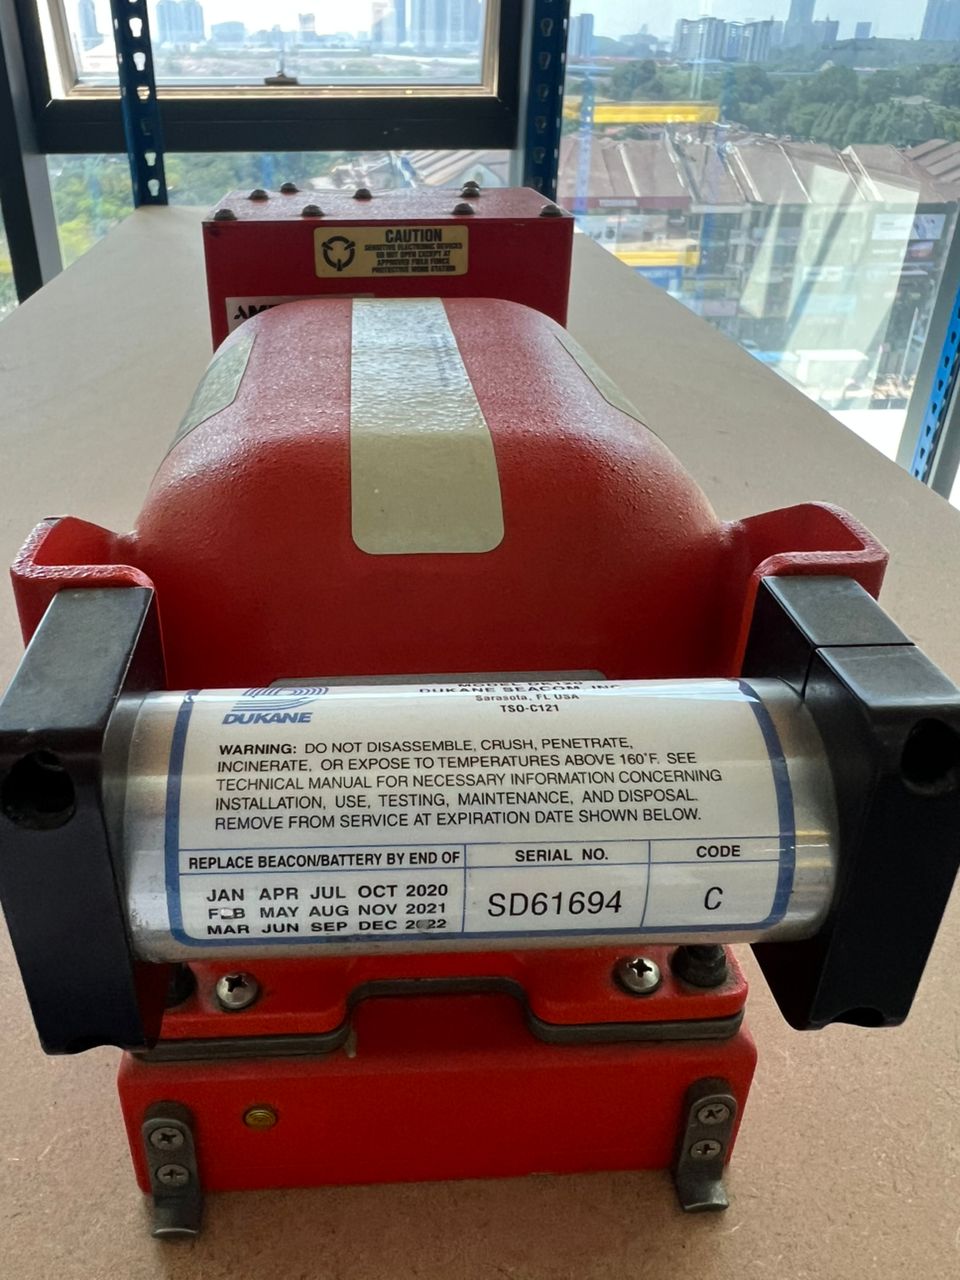 CAUTION
SENSITIVE ELECTRONIC DEVICES
DO NOT OPEN EXCEPT AT
APPROVED FIELD FORCE
PROTECTIVE WORK STATION
DUKANE
MODEL DK120
DUKANE SEACOM, INC.
Sarasota, FL USA
TSO-C121
WARNING: DO NOT DISASSEMBLE, CRUSH, PENETRATE,
INCINERATE, OR EXPOSE TO TEMPERATURES ABOVE 160°F. SEE
TECHNICAL MANUAL FOR NECESSARY INFORMATION CONCERNING
INSTALLATION, USE, TESTING, MAINTENANCE, AND DISPOSAL.
REMOVE FROM SERVICE AT EXPIRATION DATE SHOWN BELOW.
REPLACE BEACON/BATTERY BY END OF SERIAL NO. CODE
JAN APR JUL OCT 2020
FEB MAY AUG NOV 2021 SD61694 C
MAR JUN SEP DEC 2022